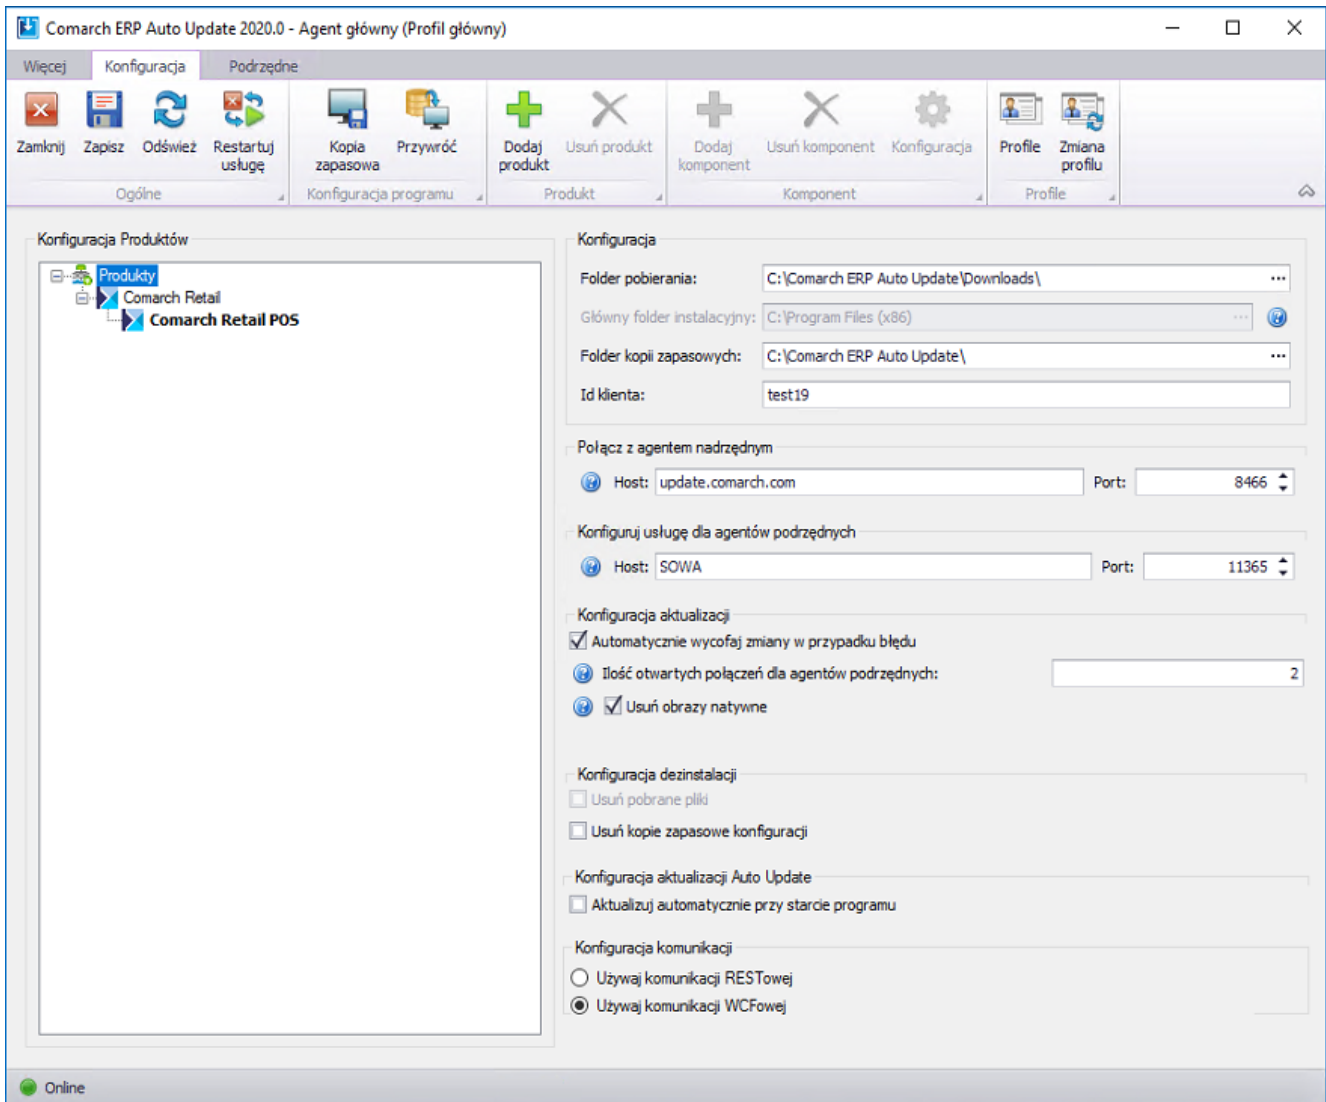 Comarch ERP Auto Update 2020.0 - Agent główny (Profil główny)
Więcej Konfiguracja Podrzędne
Zamknij Zapisz Odśwież Restartuj usługę Kopia zapasowa Przywróć Dodaj produkt Usuń produkt Dodaj komponent Usuń komponent Konfiguracja Profile Zmiana profilu
Ogólne Konfiguracja programu Produkt Komponent Profile
Konfiguracja Produktów
Produkty
Comarch Retail
Comarch Retail POS
Konfiguracja
Folder pobierania: C:\Comarch ERP Auto Update\Downloads\ ...
Główny folder instalacyjny: C:\Program Files (x86) ...
Folder kopii zapasowych: C:\Comarch ERP Auto Update\ ...
Id klienta: test19
Połącz z agentem nadrzędnym
Host: update.comarch.com Port: 8466
Konfiguruj usługę dla agentów podrzędnych
Host: SOWA Port: 11365
Konfiguracja aktualizacji
Automatycznie wycofaj zmiany w przypadku błędu
Ilość otwartych połączeń dla agentów podrzędnych: 2
Usuń obrazy natywne
Konfiguracja dezinstalacji
Usuń pobrane pliki
Usuń kopie zapasowe konfiguracji
Konfiguracja aktualizacji Auto Update
Aktualizuj automatycznie przy starcie programu
Konfiguracja komunikacji
Używaj komunikacji RESTowej
Używaj komunikacji WCFowej
Online